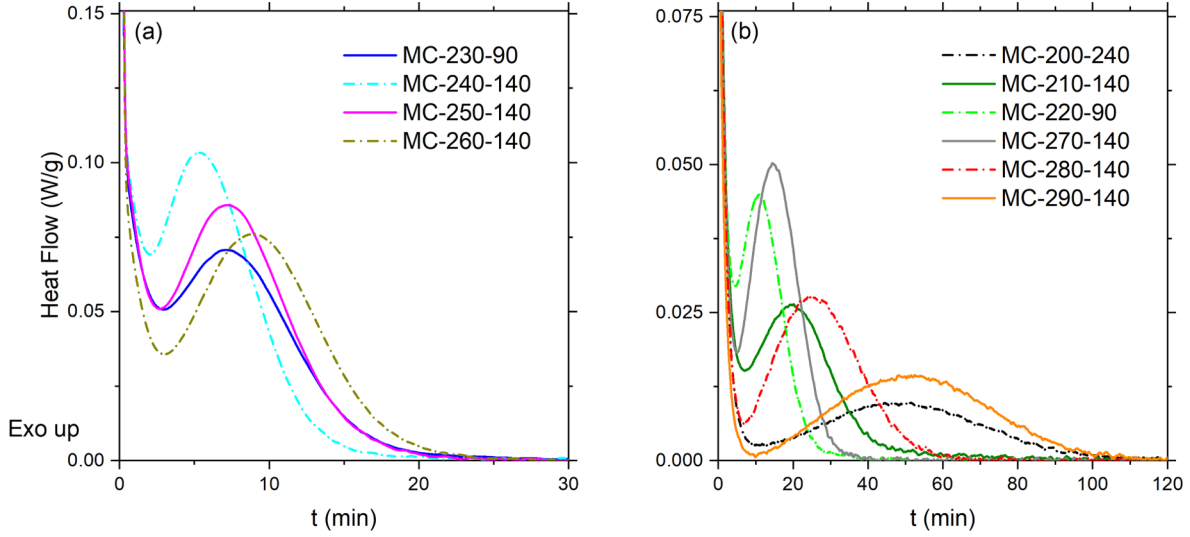 (a)
MC-230-90
MC-240-140
MC-250-140
MC-260-140
0.15
0.10
0.05
0.00
Heat Flow (W/g)
Exo up
0
10
20
30
t (min)
(b)
MC-200-240
MC-210-140
MC-220-90
MC-270-140
MC-280-140
MC-290-140
0.075
0.050
0.025
0.000
0
20
40
60
80
100
120
t (min)